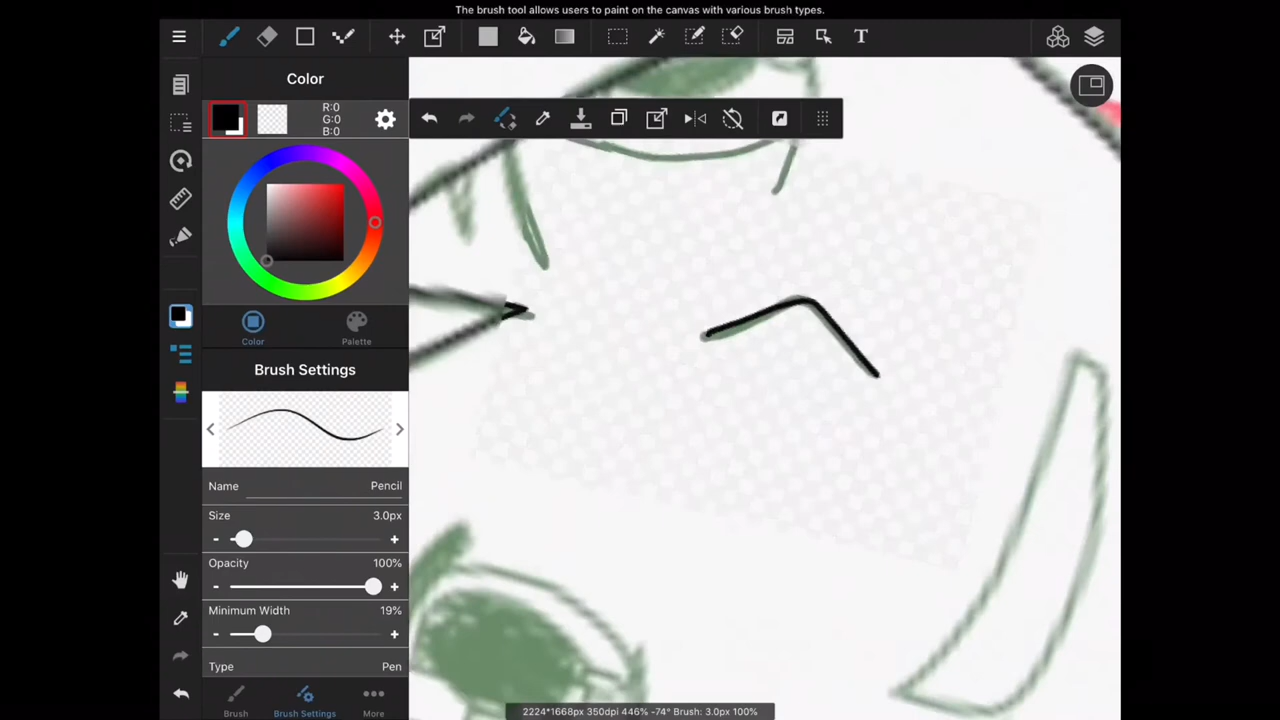 The brush tool allows users to paint on the canvas with various brush types.
T
Color
R:0
G:0
B:0
Color Palette
Brush Settings
Name Pencil
Size 3.0px
- +
Opacity 100%
- +
Minimum Width 19%
- +
Type Pen
Brush Brush Settings More
2224*1668px 350dpi 446% -74° Brush: 3.0px 100%